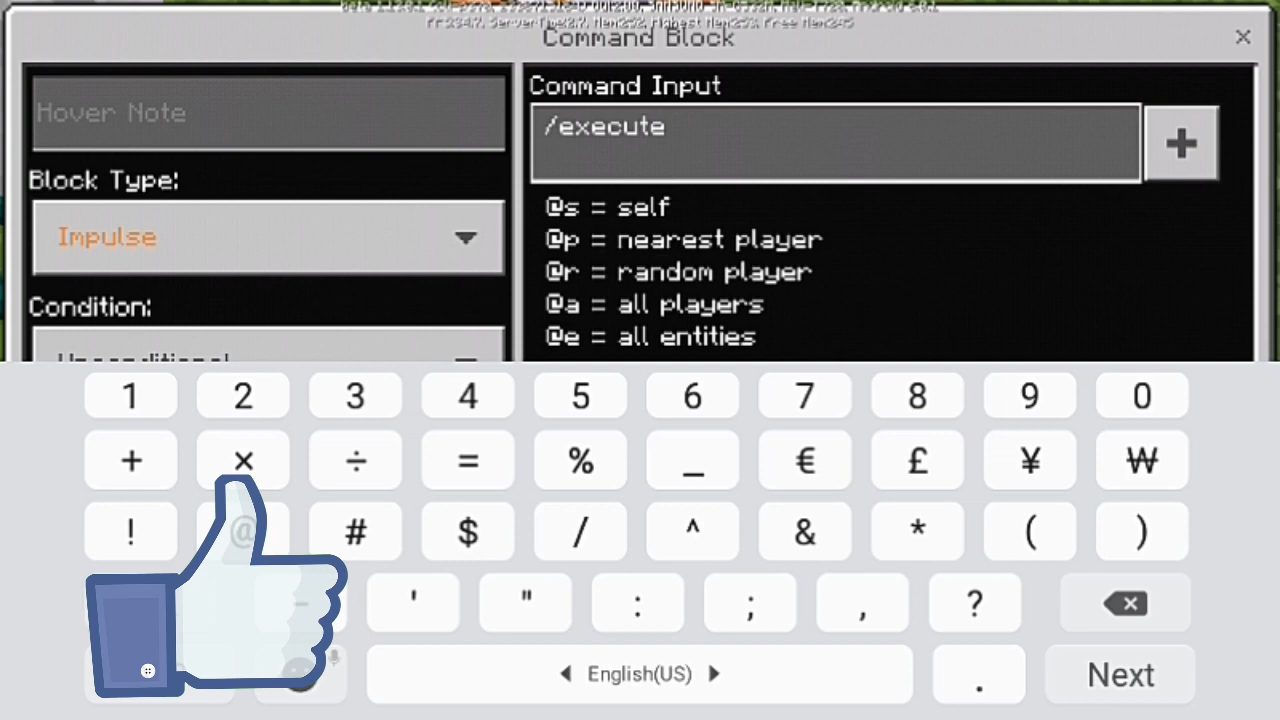 Command Block
Hover Note
Block Type:
Impulse
Condition:
Unconditional
Command Input
/execute
@s = self
@p = nearest player
@r = random player
@a = all players
@e = all entities
1 2 3 4 5 6 7 8 9 0
+ × ÷ = % _ € £ ¥ ₩
! @ # $ / ^ & * ( )
- ' " : ; , ?
English(US) . Next